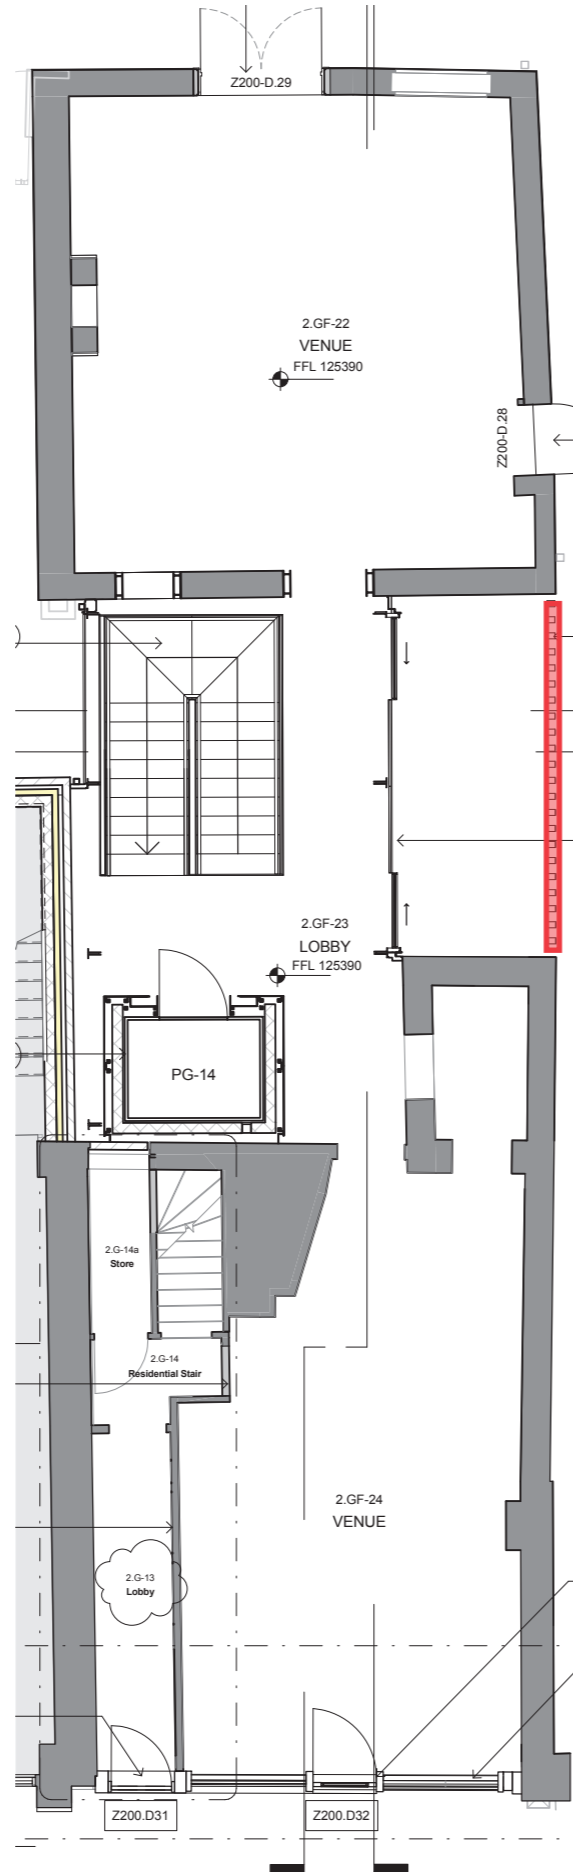 Z200-D.29
2.GF-22
VENUE
FFL 125390
Z200-D.28
2.GF-23
LOBBY
FFL 125390
PG-14
2.G-14a
Store
2.G-14
Residential Stair
2.GF-24
VENUE
2.G-13
Lobby
Z200.D31
Z200.D32